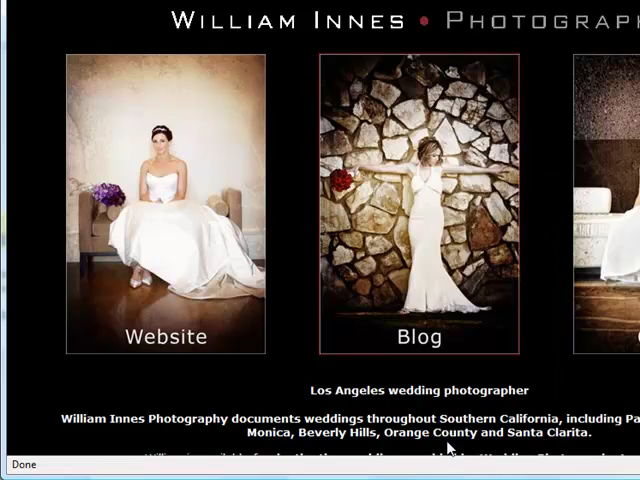 WILLIAM INNES • PHOTOGRAP
Website
Blog
Los Angeles wedding photographer
William Innes Photography documents weddings throughout Southern California, including Pa
Monica, Beverly Hills, Orange County and Santa Clarita.
Done